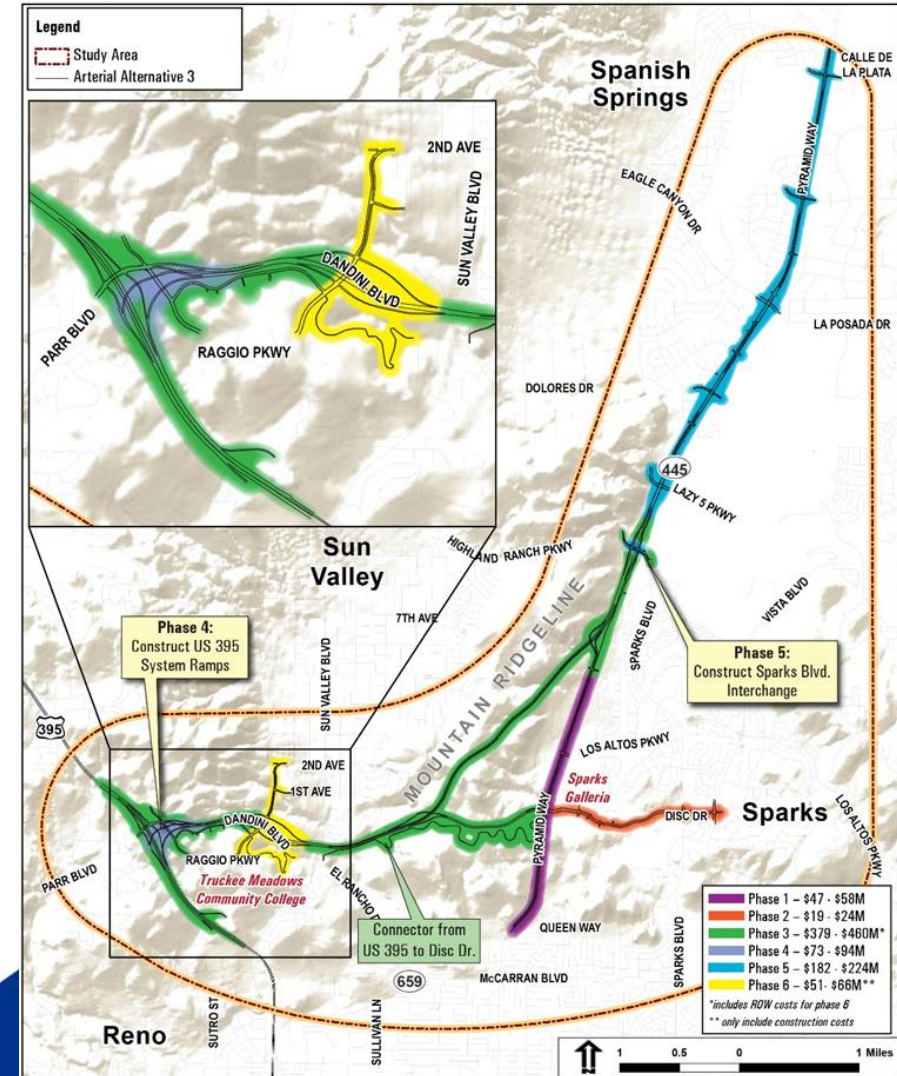 Legend
Study Area
Arterial Alternative 3
Spanish
Springs
CALLE DE
LA PLATA
PYRAMID WAY
EAGLE CANYON DR
LA POSADA DR
DOLORES DR
445
LAZY 5 PKWY
HIGHLAND RANCH PKWY
2ND AVE
SUN VALLEY BLVD
DANDINI BLVD
PARR BLVD
RAGGIO PKWY
Sun
Valley
7TH AVE
MOUNTAIN RIDGELINE
SPARKS BLVD
VISTA BLVD
Phase 4:
Construct US 395
System Ramps
SUN VALLEY BLVD
Phase 5:
Construct Sparks Blvd.
Interchange
395
LOS ALTOS PKWY
2ND AVE
1ST AVE
Sparks
Galleria
DANDINI BLVD
DISC DR
Sparks
LOS ALTOS PKWY
PYRAMID WAY
RAGGIO PKWY
PARR BLVD
Truckee Meadows
Community College
EL RANCHO D
Connector from
US 395 to Disc Dr.
QUEEN WAY
659
McCARRAN BLVD
SPARKS BLVD
Reno
SUTRO ST
SULLIVAN LN
Phase 1 – $47 - $58M
Phase 2 – $19 - $24M
Phase 3 – $379 - $460M*
Phase 4 – $73 - $94M
Phase 5 – $182 - $224M
Phase 6 – $51- $66M**
*includes ROW costs for phase 6
** only include construction costs
1 0.5 0 1 Miles